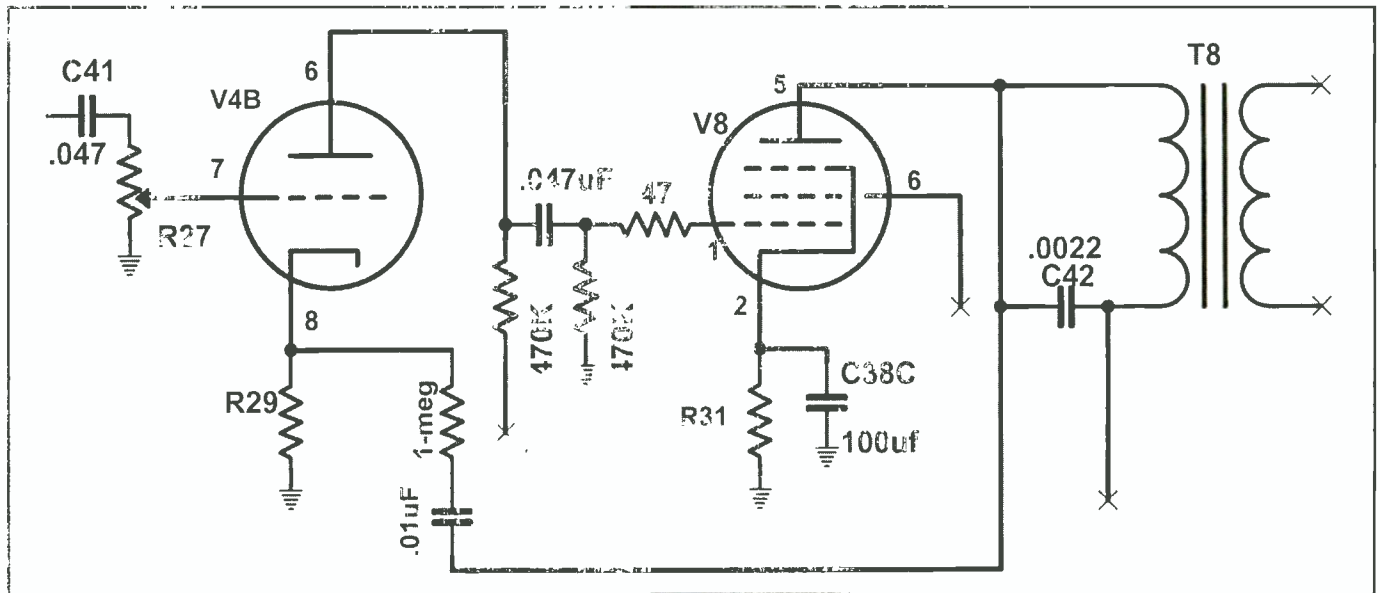 C41
.047
R27
7
V4B
6
8
R29
1-meg
.01uF
470K
.047uF
470K
47
V8
5
1
6
2
R31
C38C
100uf
.0022
C42
T8